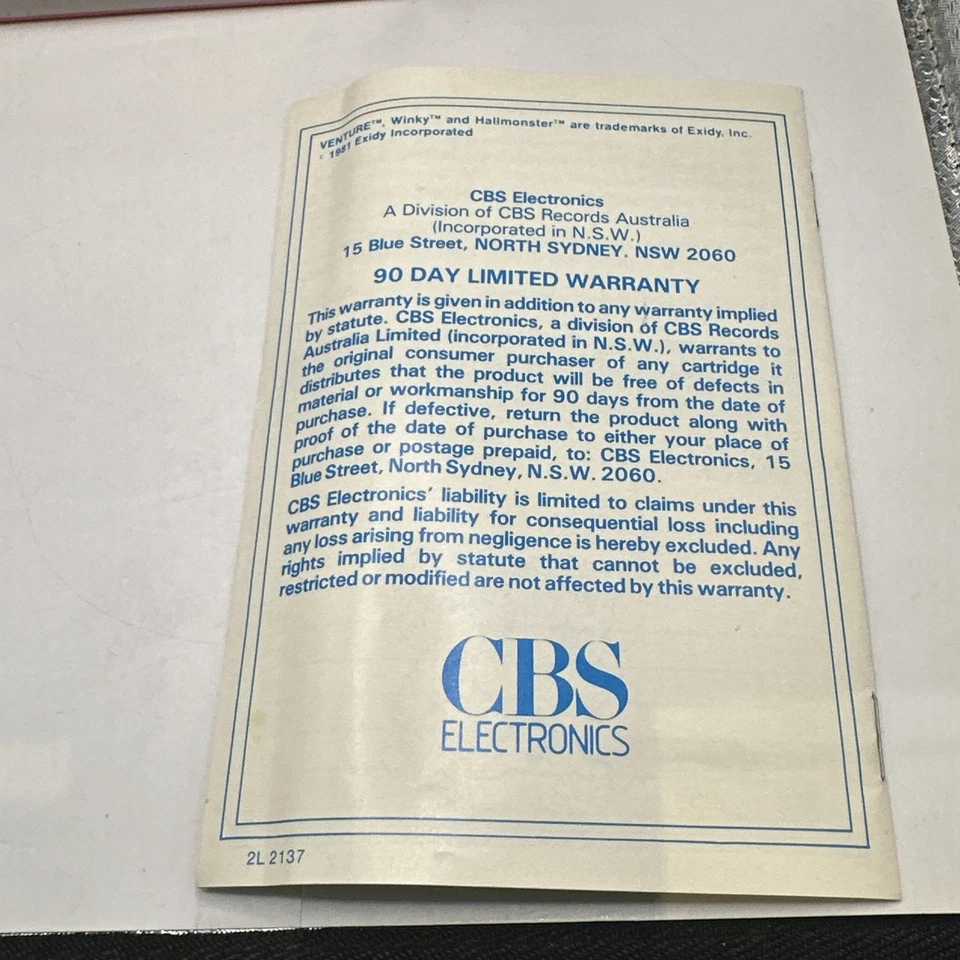 VENTURE™, Winky™ and Hallmonster™ are trademarks of Exidy, Inc.
© 1981 Exidy Incorporated
CBS Electronics
A Division of CBS Records Australia
(Incorporated in N.S.W.)
15 Blue Street, NORTH SYDNEY. NSW 2060
90 DAY LIMITED WARRANTY
This warranty is given in addition to any warranty implied
by statute. CBS Electronics, a division of CBS Records
Australia Limited (incorporated in N.S.W.), warrants to
the original consumer purchaser of any cartridge it
distributes that the product will be free of defects in
material or workmanship for 90 days from the date of
purchase. If defective, return the product along with
proof of the date of purchase to either your place of
purchase or postage prepaid, to: CBS Electronics, 15
Blue Street, North Sydney, N.S.W. 2060.
CBS Electronics' liability is limited to claims under this
warranty and liability for consequential loss including
any loss arising from negligence is hereby excluded. Any
rights implied by statute that cannot be excluded,
restricted or modified are not affected by this warranty.
CBS
ELECTRONICS
2L 2137